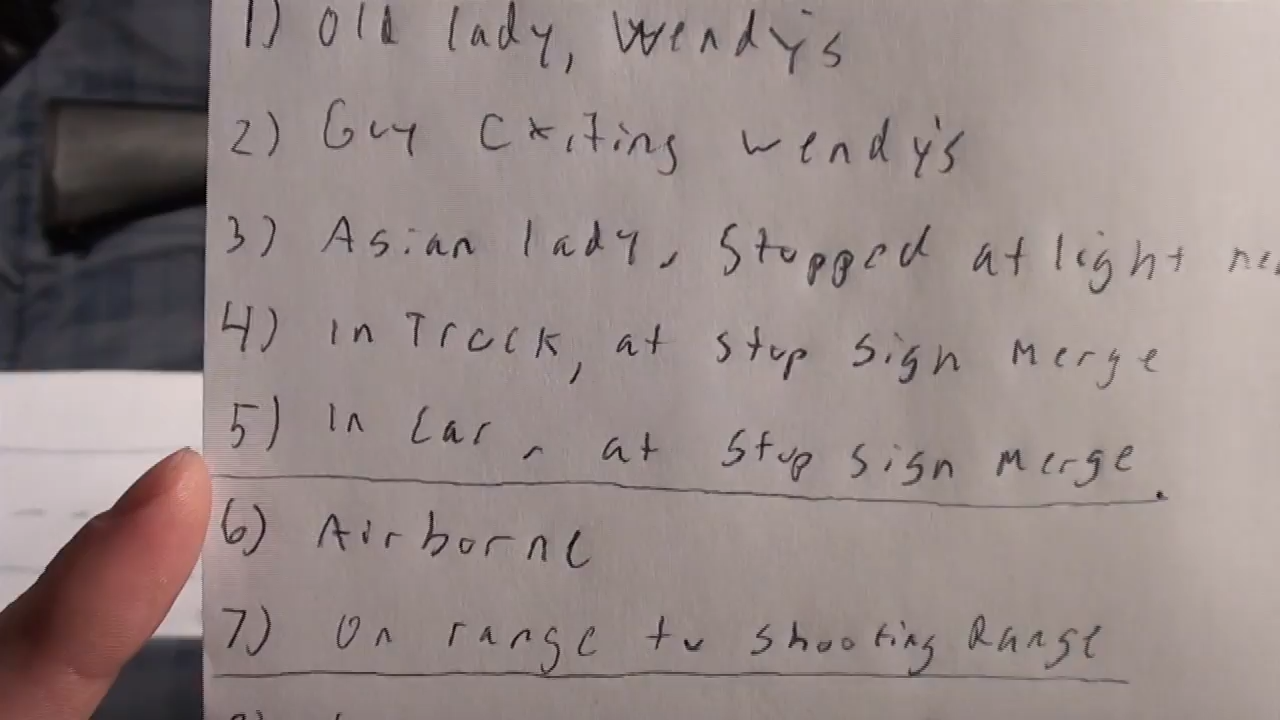 1) Old lady, Wendy's
2) Guy Exiting Wendy's
3) Asian lady, Stopped at light
4) In Truck, at stop sign Merge
5) In Car, at stop sign Merge.
6) Airborne
7) On range to shooting Range